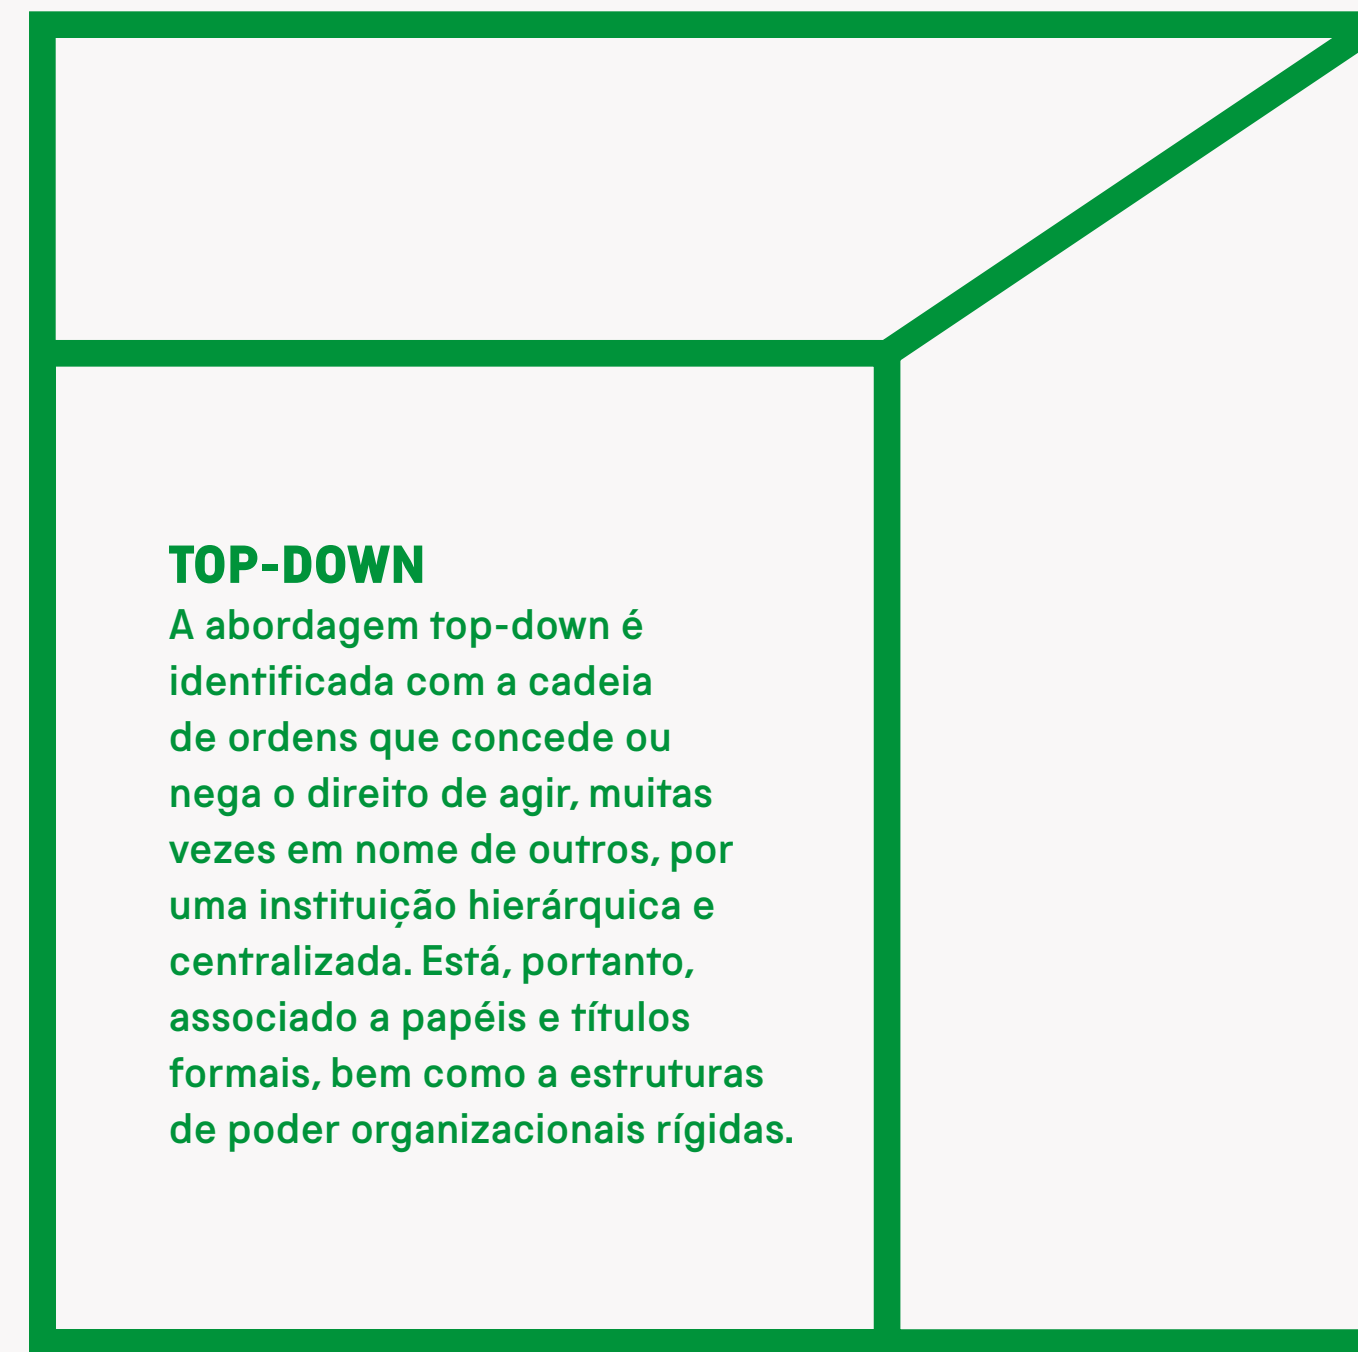 TOP-DOWN
A abordagem top-down é
identificada com a cadeia
de ordens que concede ou
nega o direito de agir, muitas
vezes em nome de outros, por
uma instituição hierárquica e
centralizada. Está, portanto,
associado a papéis e títulos
formais, bem como a estruturas
de poder organizacionais rígidas.